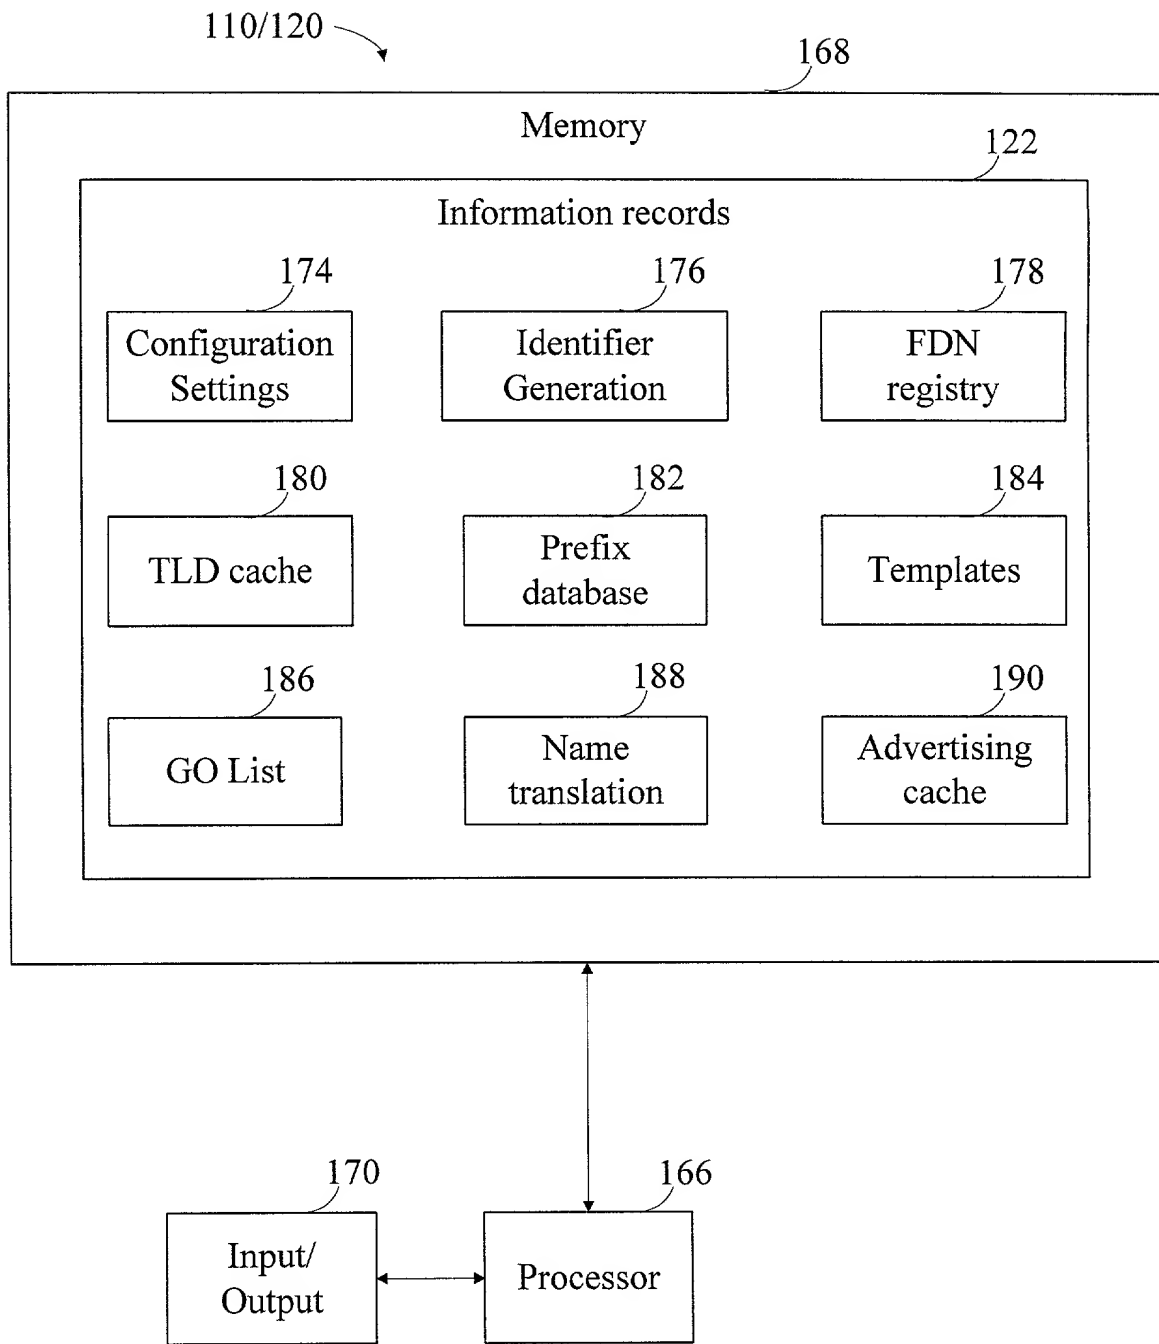 110/120
168
Memory
122
Information records
174
176
178
Configuration
Settings
Identifier
Generation
FDN
registry
180
182
184
TLD cache
Prefix
database
Templates
186
188
190
GO List
Name
translation
Advertising
cache
170
166
Input/
Output
Processor